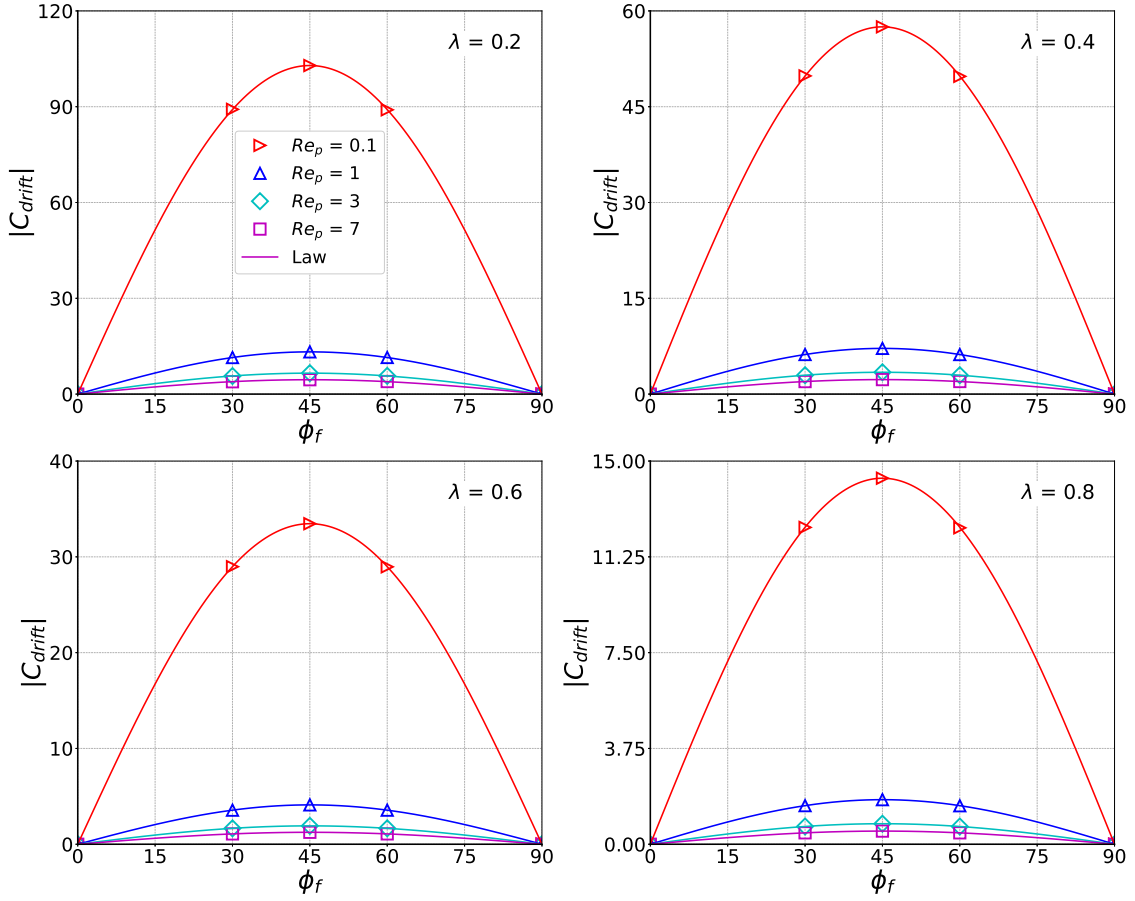 λ = 0.2
|C_drift|
120
90
60
30
0
Re_p = 0.1
Re_p = 1
Re_p = 3
Re_p = 7
Law
0 15 30 45 60 75 90
ϕ_f
λ = 0.4
|C_drift|
60
45
30
15
0
0 15 30 45 60 75 90
ϕ_f
λ = 0.6
|C_drift|
40
30
20
10
0
0 15 30 45 60 75 90
ϕ_f
λ = 0.8
|C_drift|
15.00
11.25
7.50
3.75
0.00
0 15 30 45 60 75 90
ϕ_f